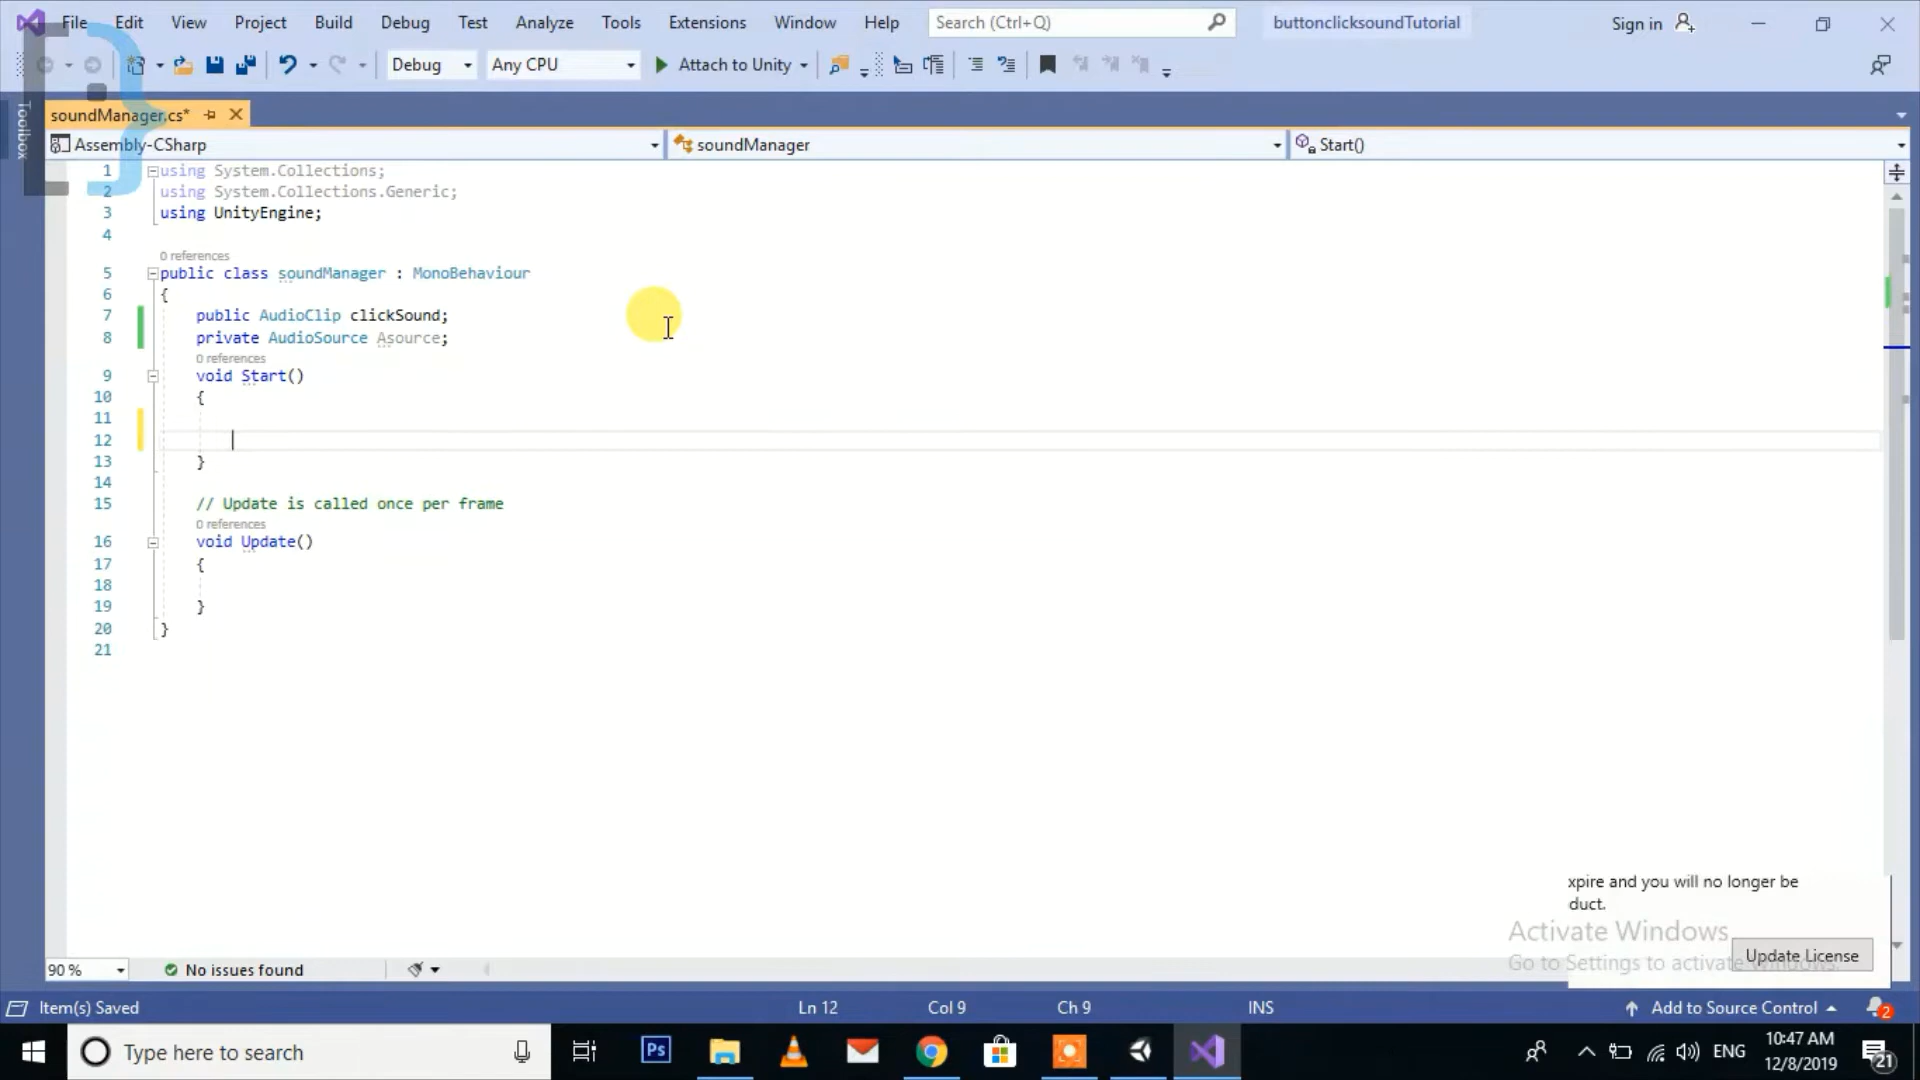 File Edit View Project Build Debug Test Analyze Tools Extensions Window Help Search (Ctrl+Q) buttonclicksoundTutorial Sign in
Debug Any CPU Attach to Unity
Toolbox
soundManager.cs*
Assembly-CSharp soundManager Start()
1 using System.Collections;
2 using System.Collections.Generic;
3 using UnityEngine;
4
0 references
5 public class soundManager : MonoBehaviour
6 {
7 public AudioClip clickSound;
8 private AudioSource Asource;
0 references
9 void Start()
10 {
11
12
13 }
14
15 // Update is called once per frame
0 references
16 void Update()
17 {
18
19 }
20 }
21
xpire and you will no longer be
duct.
Activate Windows
Go to Settings to activate Windows.
Update License
90 % No issues found
Item(s) Saved Ln 12 Col 9 Ch 9 INS Add to Source Control 2
Type here to search Ps ENG 10:47 AM
12/8/2019 21